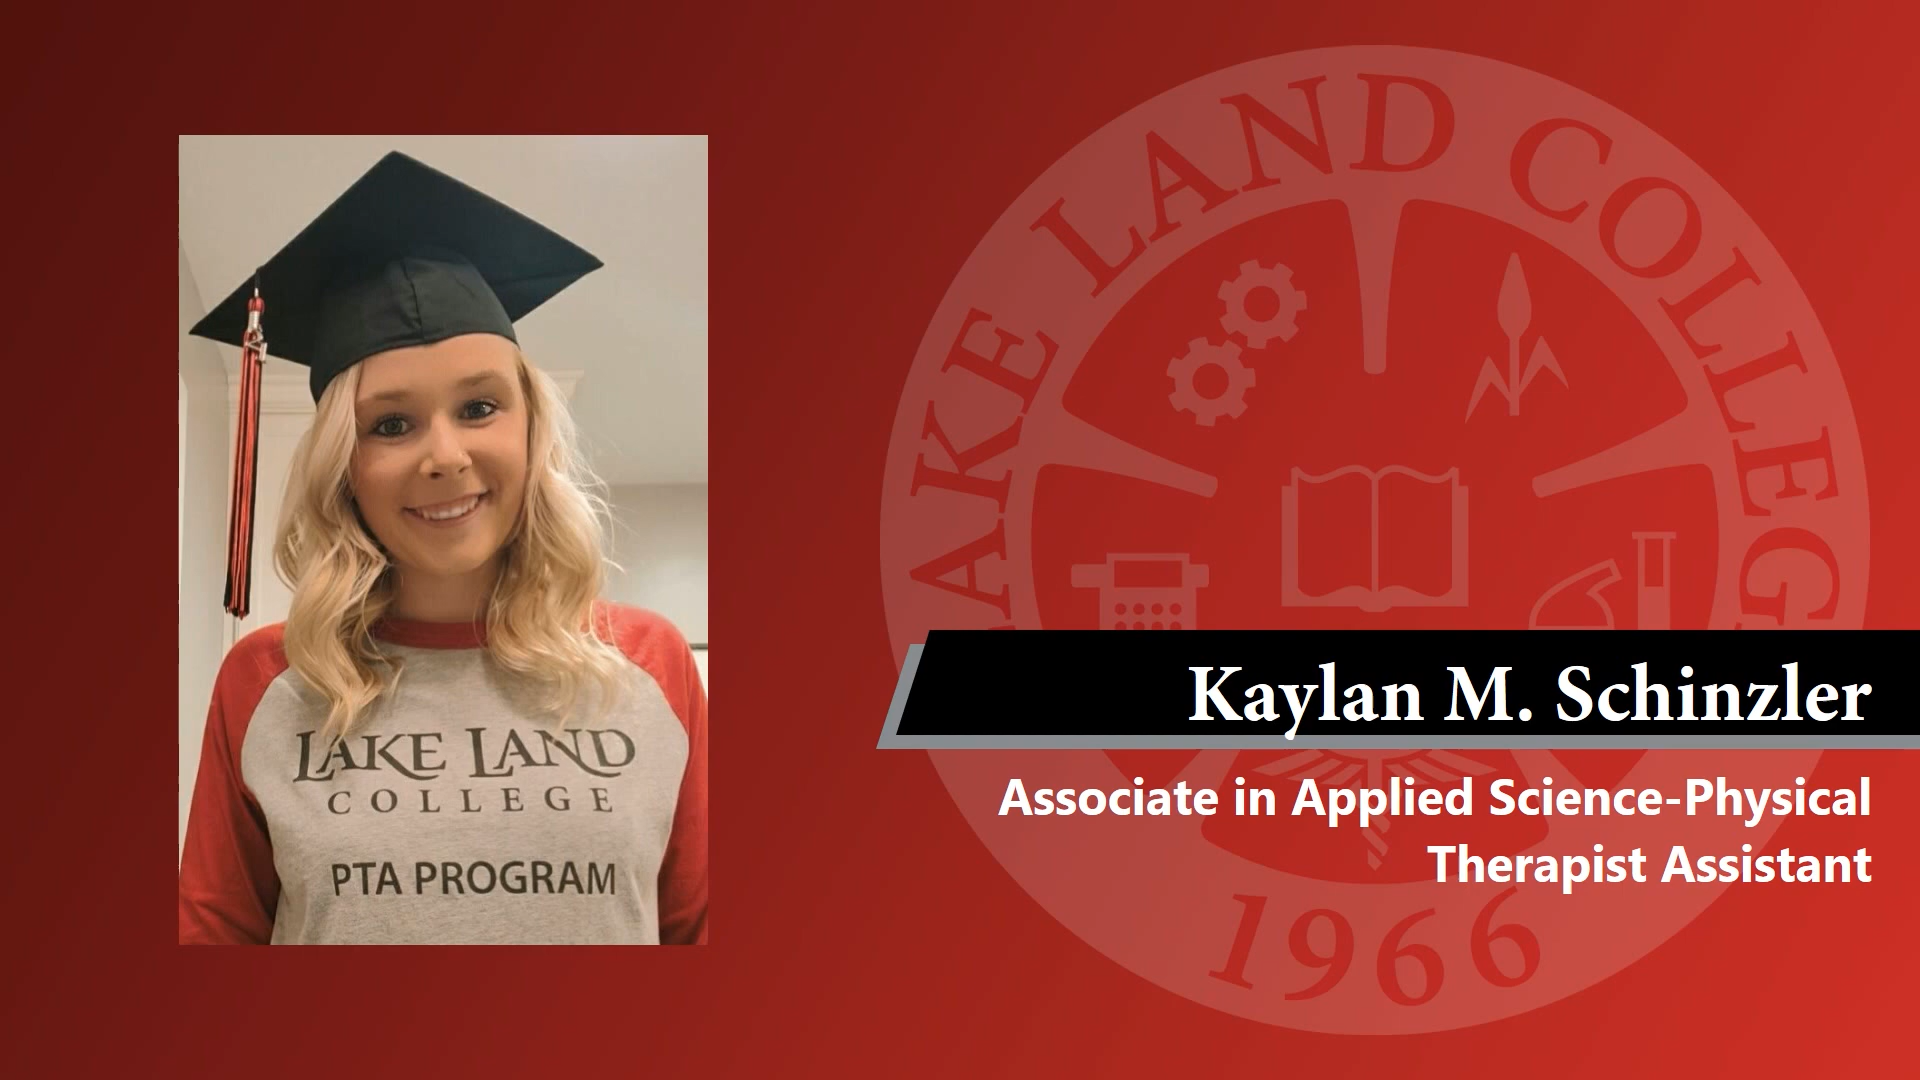 LAKE LAND COLLEGE
Kaylan M. Schinzler
Associate in Applied Science-Physical
Therapist Assistant
1966
LAKE LAND
COLLEGE
PTA PROGRAM